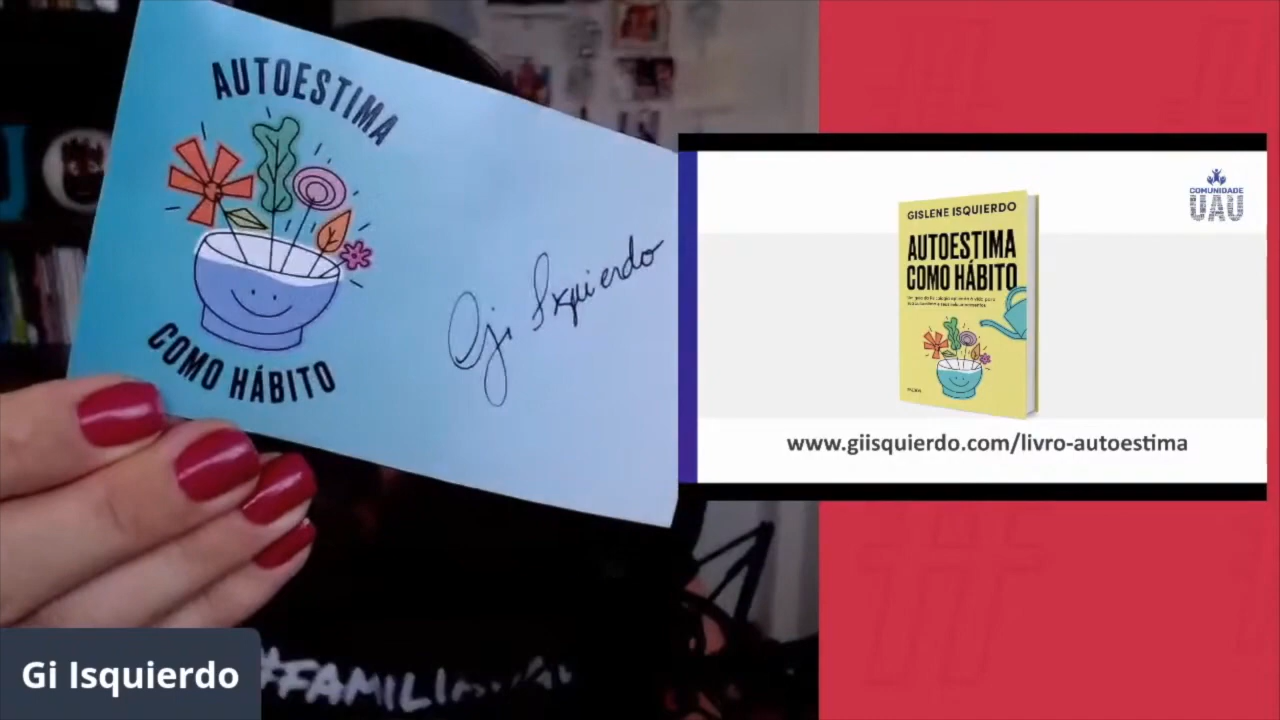 AUTOESTIMA
COMO HÁBITO
Gi Isquierdo
GISLENE ISQUIERDO
AUTOESTIMA
COMO HÁBITO
COMUNIDADE
UAU
www.giisquierdo.com/livro-autoestima
Gi Isquierdo